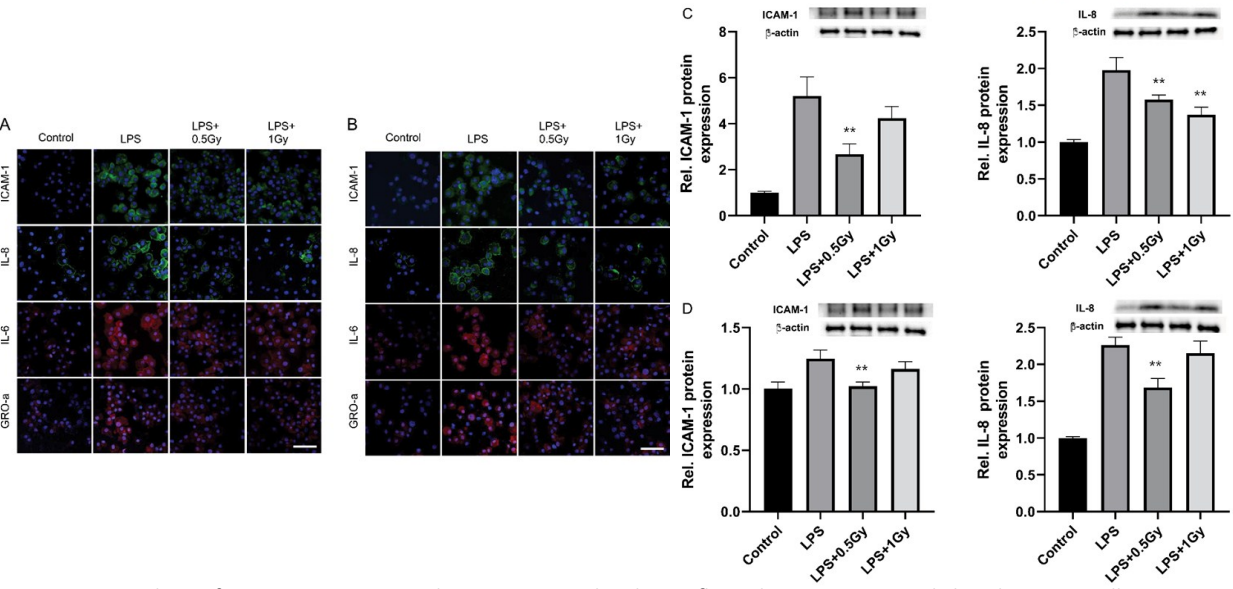 A
Control
LPS
LPS+
0.5Gy
LPS+
1Gy
ICAM-1
IL-8
IL-6
GRO-a
B
Control
LPS
LPS+
0.5Gy
LPS+
1Gy
ICAM-1
IL-8
IL-6
GRO-a
C
ICAM-1
β-actin
Rel. ICAM-1 protein
expression
8
6
4
2
0
**
Control
LPS
LPS+0.5Gy
LPS+1Gy
IL-8
β-actin
Rel. IL-8 protein
expression
2.5
2.0
1.5
1.0
0.5
0.0
**
**
Control
LPS
LPS+0.5Gy
LPS+1Gy
D
ICAM-1
β-actin
Rel. ICAM-1 protein
expression
1.5
1.0
0.5
0.0
**
Control
LPS
LPS+0.5Gy
LPS+1Gy
IL-8
β-actin
Rel. IL-8 protein
expression
2.5
2.0
1.5
1.0
0.5
0.0
**
Control
LPS
LPS+0.5Gy
LPS+1Gy